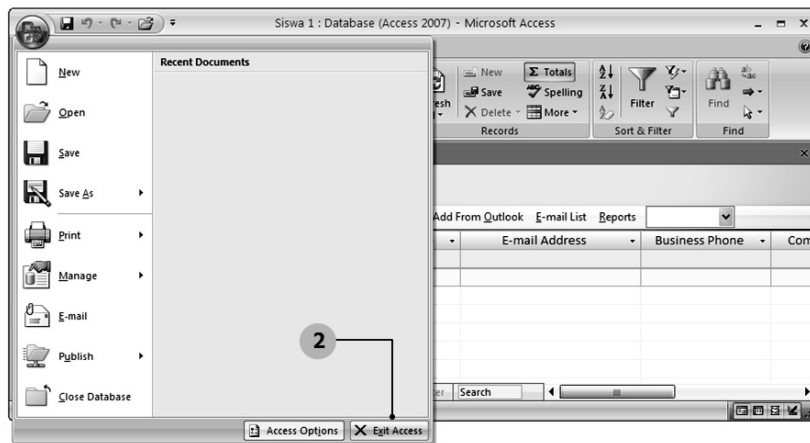 Siswa 1 : Database (Access 2007) - Microsoft Access
New
Open
Save
Save As
Print
Manage
E-mail
Publish
Close Database
Recent Documents
Access Options
Exit Access
2
New
Save
Delete
Totals
Spelling
More
Records
Filter
Sort & Filter
Find
Find
Add From Outlook E-mail List Reports
E-mail Address
Business Phone
Search